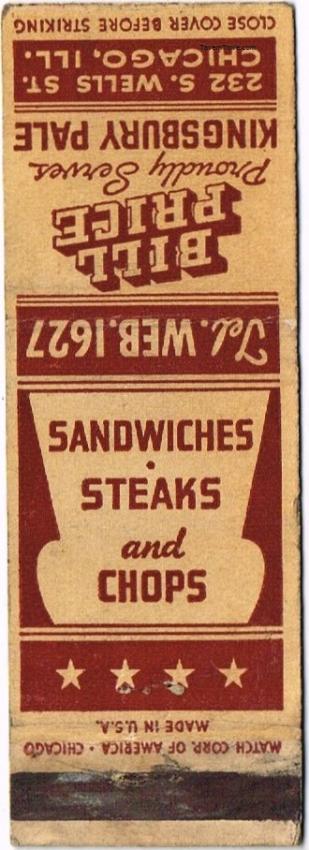 CLOSE COVER BEFORE STRIKING
232 S. WELLS ST.
CHICAGO, ILL.
BILL
PRICE
Proudly Serves
KINGSBURY PALE
Tel. WEB. 1627
SANDWICHES
•
STEAKS
and
CHOPS
MATCH CORP. OF AMERICA • CHICAGO
MADE IN U.S.A.